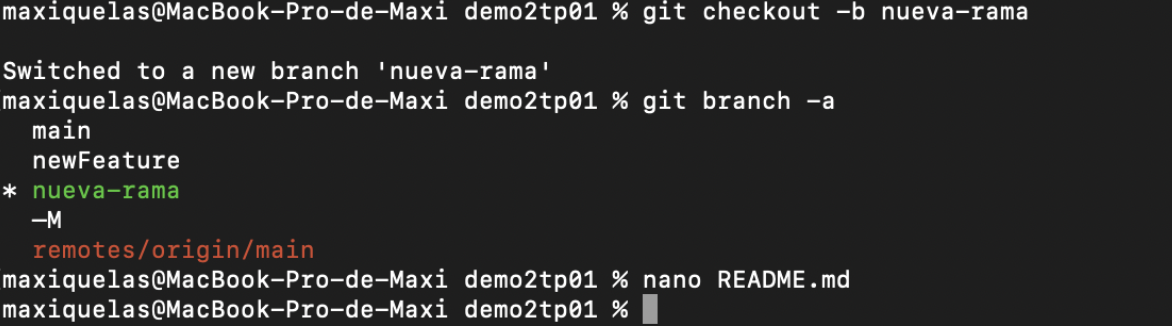 maxiquelas@MacBook-Pro-de-Maxi demo2tp01 % git checkout -b nueva-rama
Switched to a new branch 'nueva-rama'
maxiquelas@MacBook-Pro-de-Maxi demo2tp01 % git branch -a
main
newFeature
* nueva-rama
—M
remotes/origin/main
maxiquelas@MacBook-Pro-de-Maxi demo2tp01 % nano README.md
maxiquelas@MacBook-Pro-de-Maxi demo2tp01 %